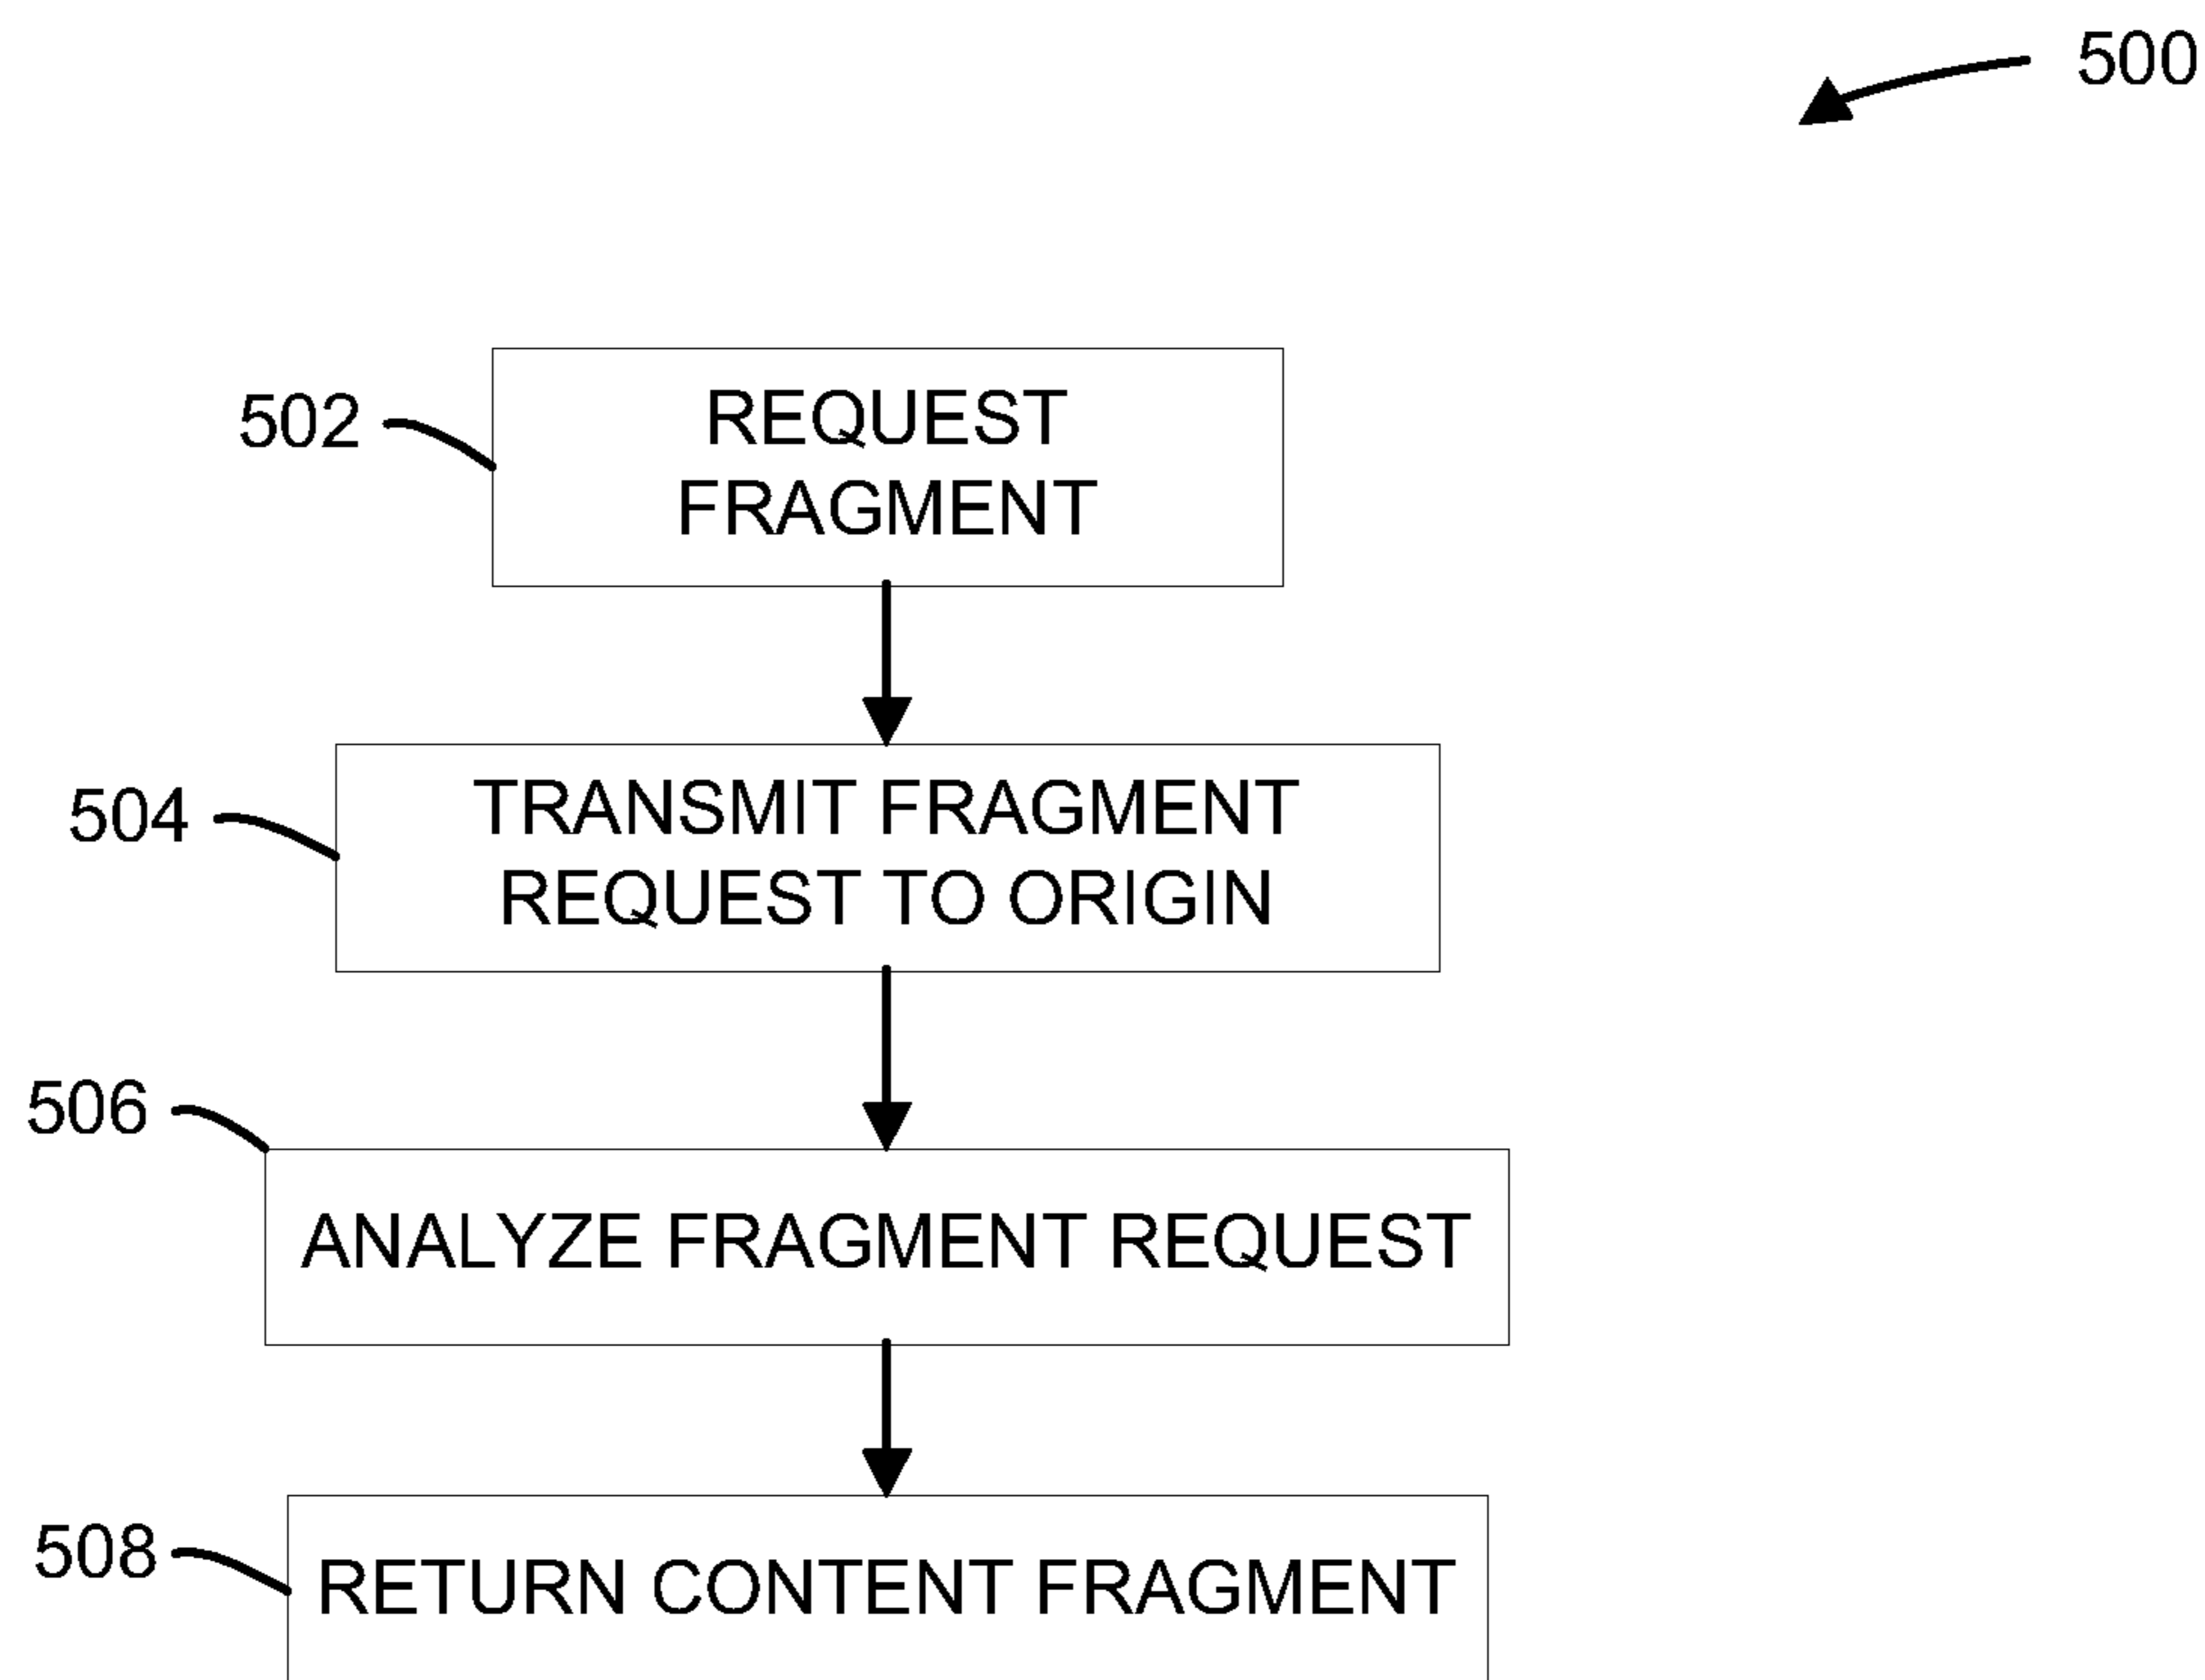 500
502
REQUEST
FRAGMENT
504
TRANSMIT FRAGMENT
REQUEST TO ORIGIN
506
ANALYZE FRAGMENT REQUEST
508
RETURN CONTENT FRAGMENT